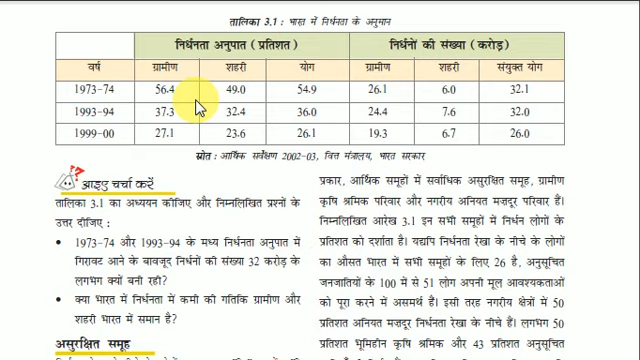 तालिका 3.1: भारत में निर्धनता के अनुमान
निर्धनता अनुपात (प्रतिशत) निर्धनों की संख्या (करोड़)
वर्ष ग्रामीण शहरी योग ग्रामीण शहरी संयुक्त योग
1973-74 56.4 49.0 54.9 26.1 6.0 32.1
1993-94 37.3 32.4 36.0 24.4 7.6 32.0
1999-00 27.1 23.6 26.1 19.3 6.7 26.0
स्रोत: आर्थिक सर्वेक्षण 2002-03, वित्त मंत्रालय, भारत सरकार
??
आइए चर्चा करें
तालिका 3.1 का अध्ययन कीजिए और निम्नलिखित प्रश्नों के
उत्तर दीजिए:
• 1973-74 और 1993-94 के मध्य निर्धनता अनुपात में
गिरावट आने के बावजूद निर्धनों की संख्या 32 करोड़ के
लगभग क्यों बनी रही?
• क्या भारत में निर्धनता में कमी की गतिकि ग्रामीण और
शहरी भारत में समान है?
असुरक्षित समूह
प्रकार, आर्थिक समूहों में सर्वाधिक असुरक्षित समूह, ग्रामीण
कृषि श्रमिक परिवार और नगरीय अनियत मजदूर परिवार हैं।
निम्नलिखित आरेख 3.1 इन सभी समूहों में निर्धन लोगों के
प्रतिशत को दर्शाता है। यद्यपि निर्धनता रेखा के नीचे के लोगों
का औसत भारत में सभी समूहों के लिए 26 है, अनुसूचित
जनजातियों के 100 में से 51 लोग अपनी मूल आवश्यकताओं
को पूरा करने में असमर्थ हैं। इसी तरह नगरीय क्षेत्रों में 50
प्रतिशत अनियत मजदूर निर्धनता रेखा के नीचे हैं। लगभग 50
प्रतिशत भूमिहीन कृषि श्रमिक और 43 प्रतिशत अनुसूचित